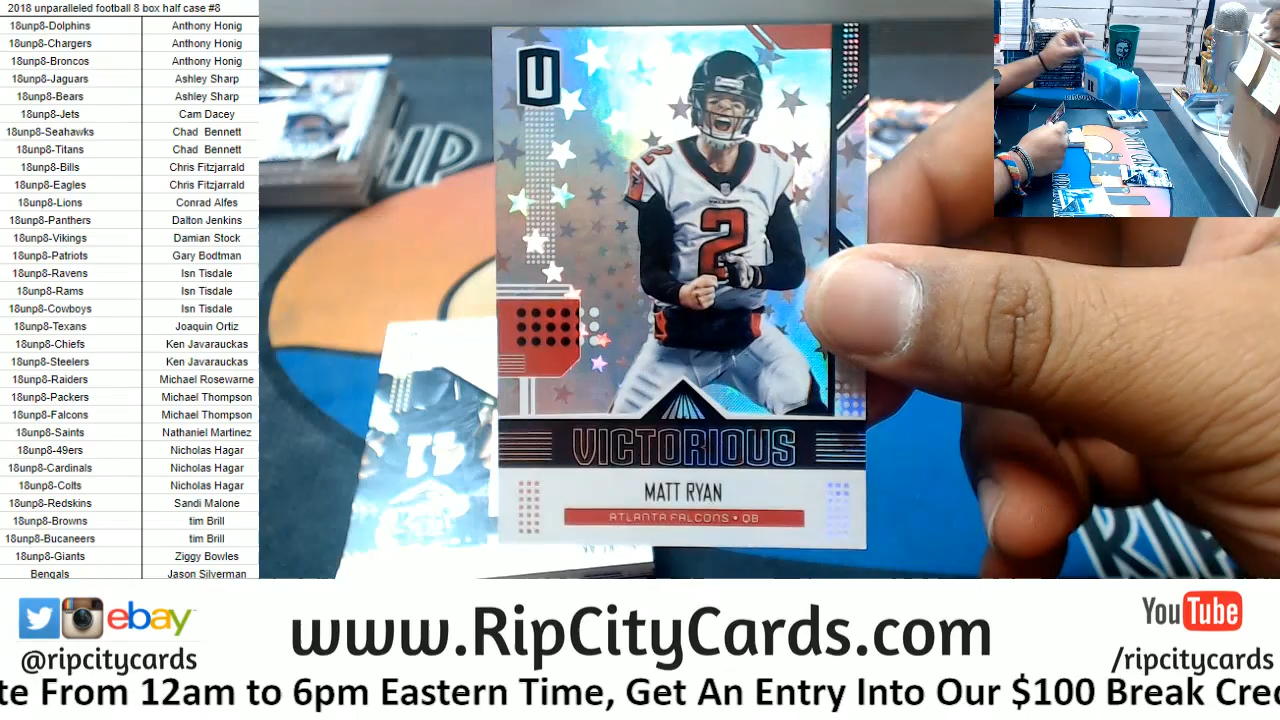 2018 unparalleled football 8 box half case #8
18unp8-Dolphins Anthony Honig
18unp8-Chargers Anthony Honig
18unp8-Broncos Anthony Honig
18unp8-Jaguars Ashley Sharp
18unp8-Bears Ashley Sharp
18unp8-Jets Cam Dacey
18unp8-Seahawks Chad Bennett
18unp8-Titans Chad Bennett
18unp8-Bills Chris Fitzjarrald
18unp8-Eagles Chris Fitzjarrald
18unp8-Lions Conrad Alfes
18unp8-Panthers Dalton Jenkins
18unp8-Vikings Damian Stock
18unp8-Patriots Gary Bodtman
18unp8-Ravens Isn Tisdale
18unp8-Rams Isn Tisdale
18unp8-Cowboys Isn Tisdale
18unp8-Texans Joaquin Ortiz
18unp8-Chiefs Ken Javarauckas
18unp8-Steelers Ken Javarauckas
18unp8-Raiders Michael Rosewarne
18unp8-Packers Michael Thompson
18unp8-Falcons Michael Thompson
18unp8-Saints Nathaniel Martinez
18unp8-49ers Nicholas Hagar
18unp8-Cardinals Nicholas Hagar
18unp8-Colts Nicholas Hagar
18unp8-Redskins Sandi Malone
18unp8-Browns tim Brill
18unp8-Bucaneers tim Brill
18unp8-Giants Ziggy Bowles
Bengals Jason Silverman
U
2
2
VICTORIOUS
MATT RYAN
ATLANTA FALCONS • QB
RIP
ebay
@ripcitycards
www.RipCityCards.com
YouTube
/ripcitycards
te From 12am to 6pm Eastern Time, Get An Entry Into Our $100 Break Cre